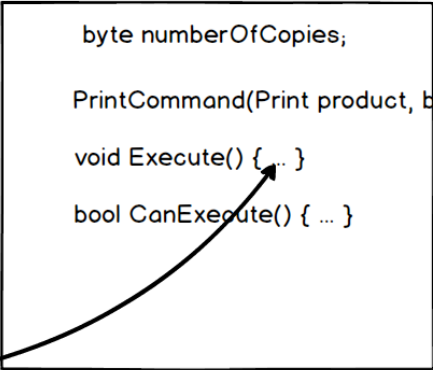 byte numberOfCopies;
PrintCommand(Print product, b
void Execute() { ... }
bool CanExecute() { ... }